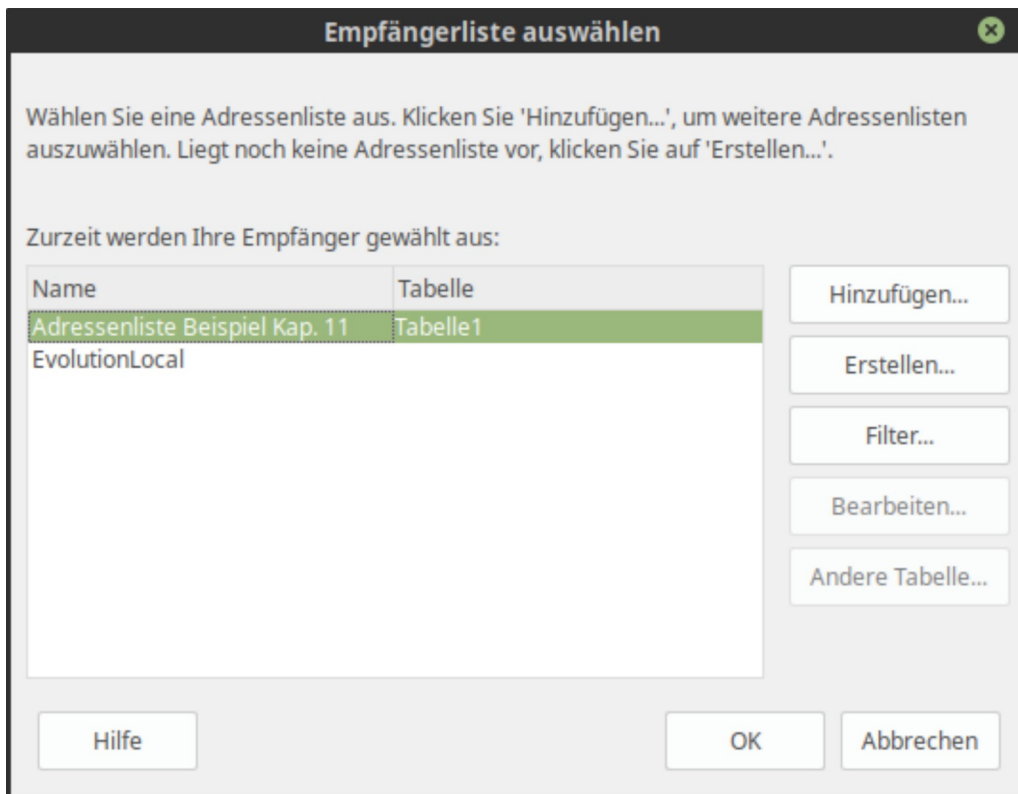 Empfängerliste auswählen
Wählen Sie eine Adressenliste aus. Klicken Sie 'Hinzufügen...', um weitere Adressenlisten
auszuwählen. Liegt noch keine Adressenliste vor, klicken Sie auf 'Erstellen...'.
Zurzeit werden Ihre Empfänger gewählt aus:
Name Tabelle
Adressenliste Beispiel Kap. 11 Tabelle1
EvolutionLocal
Hinzufügen...
Erstellen...
Filter...
Bearbeiten...
Andere Tabelle...
Hilfe OK Abbrechen